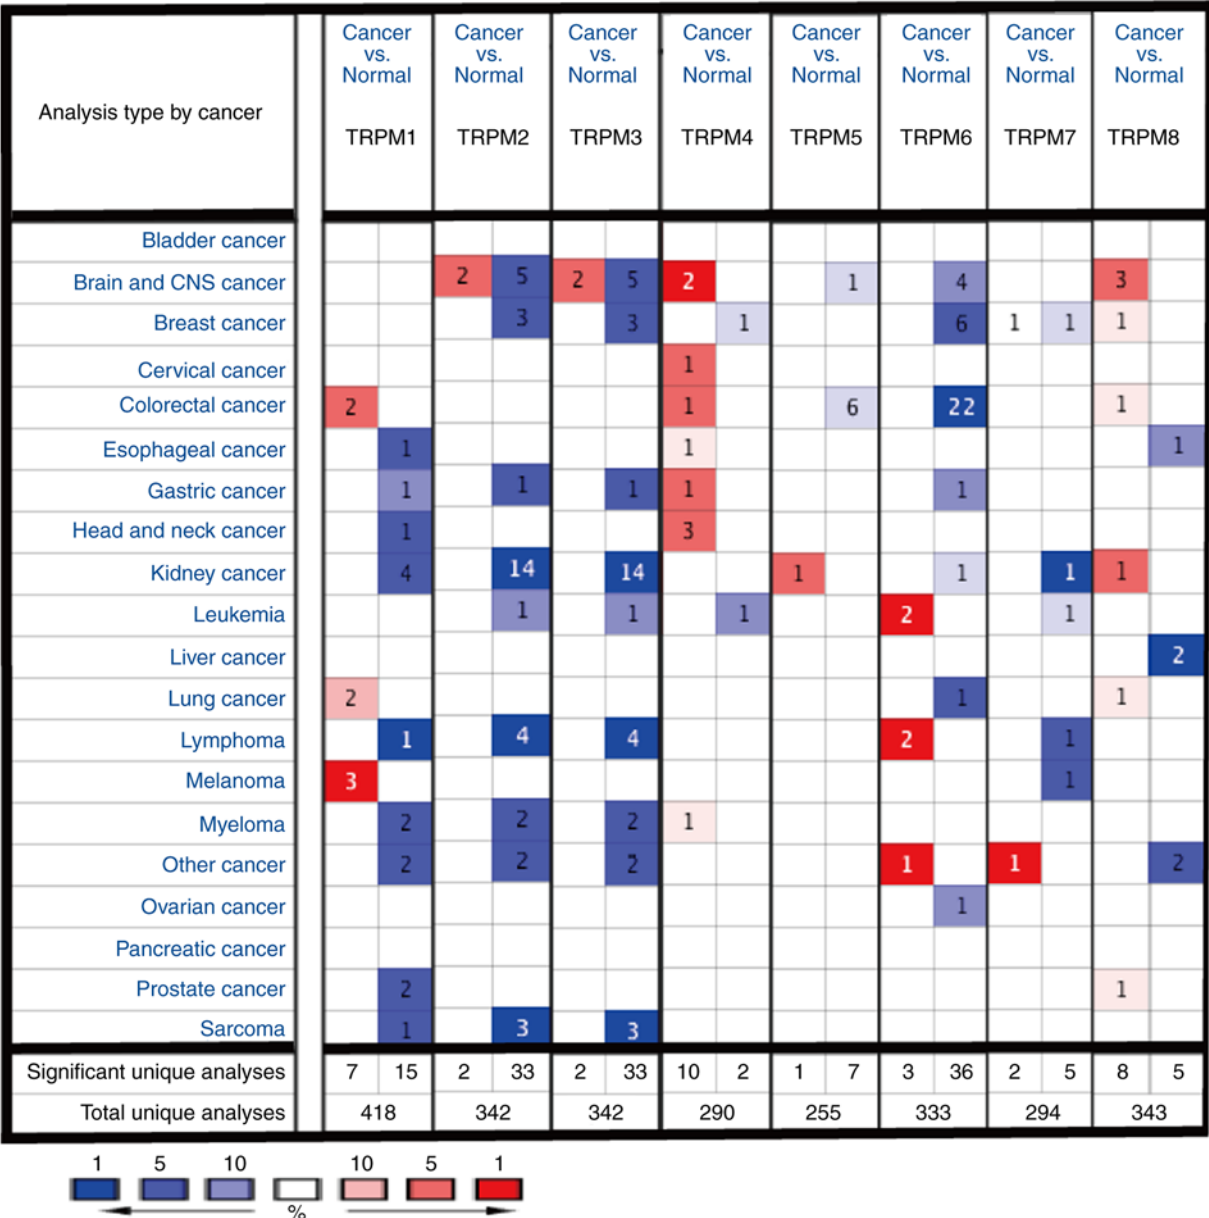 Analysis type by cancer
Cancer vs. Normal Cancer vs. Normal Cancer vs. Normal Cancer vs. Normal Cancer vs. Normal Cancer vs. Normal Cancer vs. Normal Cancer vs. Normal
TRPM1 TRPM2 TRPM3 TRPM4 TRPM5 TRPM6 TRPM7 TRPM8
Bladder cancer
Brain and CNS cancer 2 5 2 5 2 1 4 3
Breast cancer 3 3 1 6 1 1 1
Cervical cancer 1
Colorectal cancer 2 1 6 22 1
Esophageal cancer 1 1 1
Gastric cancer 1 1 1 1 1
Head and neck cancer 1 3
Kidney cancer 4 14 14 1 1 1 1
Leukemia 1 1 1 2 1
Liver cancer 2
Lung cancer 2 1 1
Lymphoma 1 4 4 2 1
Melanoma 3 1
Myeloma 2 2 2 1
Other cancer 2 2 2 1 1 2
Ovarian cancer 1
Pancreatic cancer
Prostate cancer 2 1
Sarcoma 1 3 3
Significant unique analyses 7 15 2 33 2 33 10 2 1 7 3 36 2 5 8 5
Total unique analyses 418 342 342 290 255 333 294 343
1 5 10 10 5 1
%